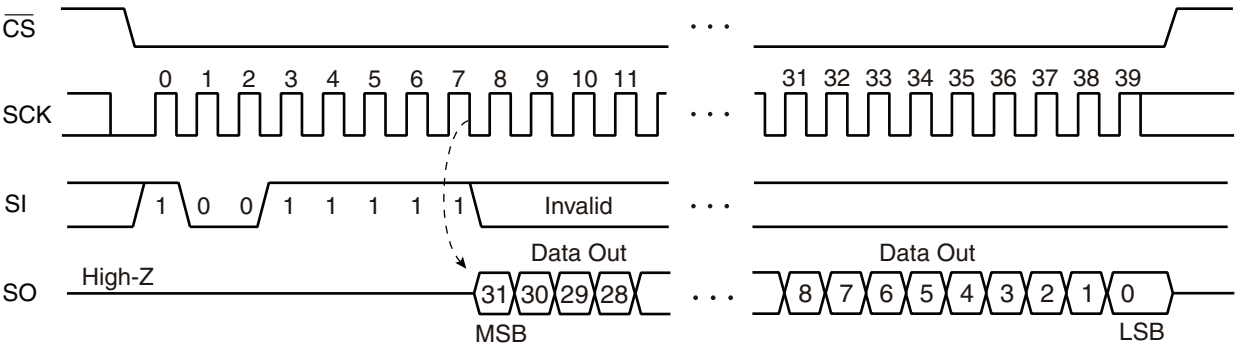 CS . . .
0 1 2 3 4 5 6 7 8 9 10 11 31 32 33 34 35 36 37 38 39
SCK . . .
SI 1 0 0 1 1 1 1 1 Invalid . . .
Data Out Data Out
High-Z
SO 31 30 29 28 . . . 8 7 6 5 4 3 2 1 0
MSB LSB